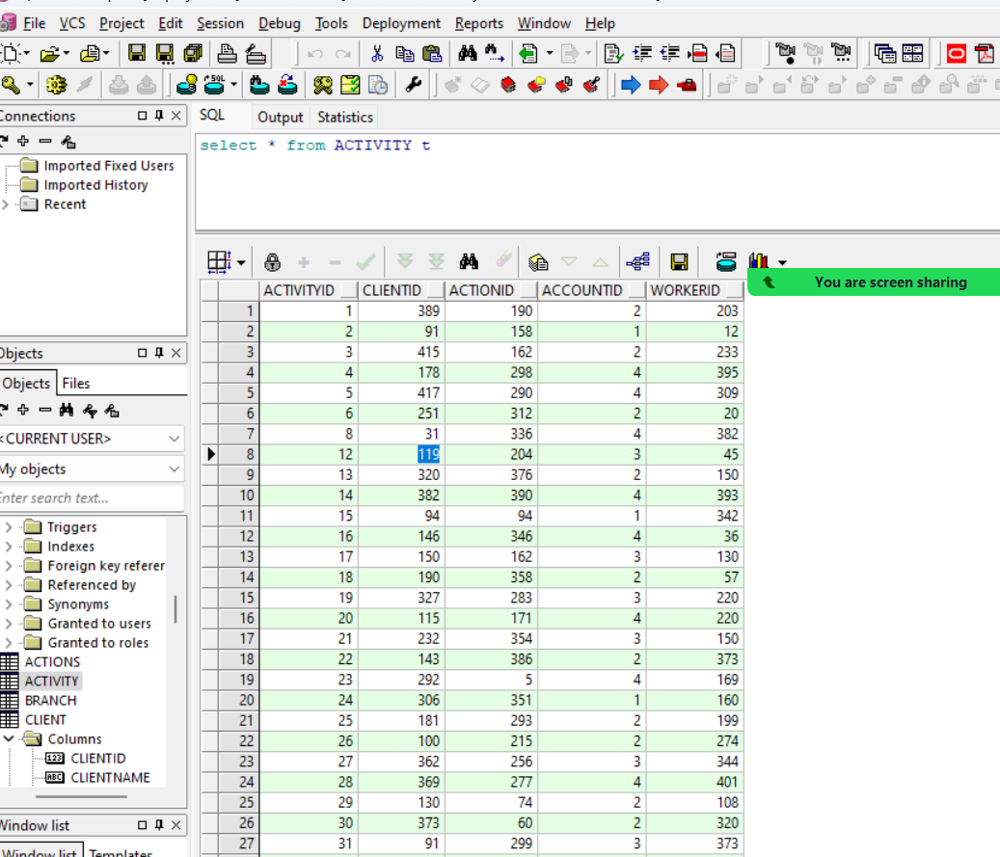 File VCS Project Edit Session Debug Tools Deployment Reports Window Help
SQL
Connections
Imported Fixed Users
Imported History
Recent
Objects
Objects Files
<CURRENT USER>
My objects
Enter search text...
Triggers
Indexes
Foreign key referer
Referenced by
Synonyms
Granted to users
Granted to roles
ACTIONS
ACTIVITY
BRANCH
CLIENT
Columns
123 CLIENTID
ABC CLIENTNAME
Window list
Window list Templates
SQL Output Statistics
select * from ACTIVITY t
You are screen sharing
ACTIVITYID CLIENTID ACTIONID ACCOUNTID WORKERID
1 1 389 190 2 203
2 2 91 158 1 12
3 3 415 162 2 233
4 4 178 298 4 395
5 5 417 290 4 309
6 6 251 312 2 20
7 8 31 336 4 382
8 12 119 204 3 45
9 13 320 376 2 150
10 14 382 390 4 393
11 15 94 94 1 342
12 16 146 346 4 36
13 17 150 162 3 130
14 18 190 358 2 57
15 19 327 283 3 220
16 20 115 171 4 220
17 21 232 354 3 150
18 22 143 386 2 373
19 23 292 5 4 169
20 24 306 351 1 160
21 25 181 293 2 199
22 26 100 215 2 274
23 27 362 256 3 344
24 28 369 277 4 401
25 29 130 74 2 108
26 30 373 60 2 320
27 31 91 299 3 373